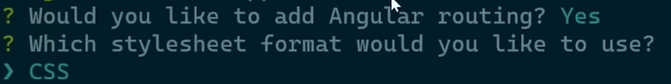 ? Would you like to add Angular routing? Yes
? Which stylesheet format would you like to use?
❯ CSS